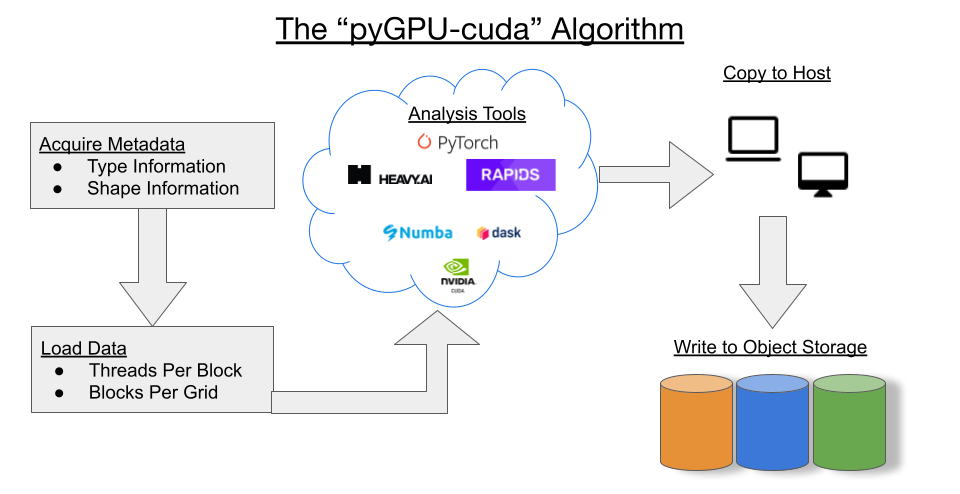 The “pyGPU-cuda” Algorithm
Acquire Metadata
● Type Information
● Shape Information
Load Data
● Threads Per Block
● Blocks Per Grid
Analysis Tools
PyTorch
HEAVY.AI
RAPIDS
Numba
dask
NVIDIA.
CUDA
Copy to Host
Write to Object Storage